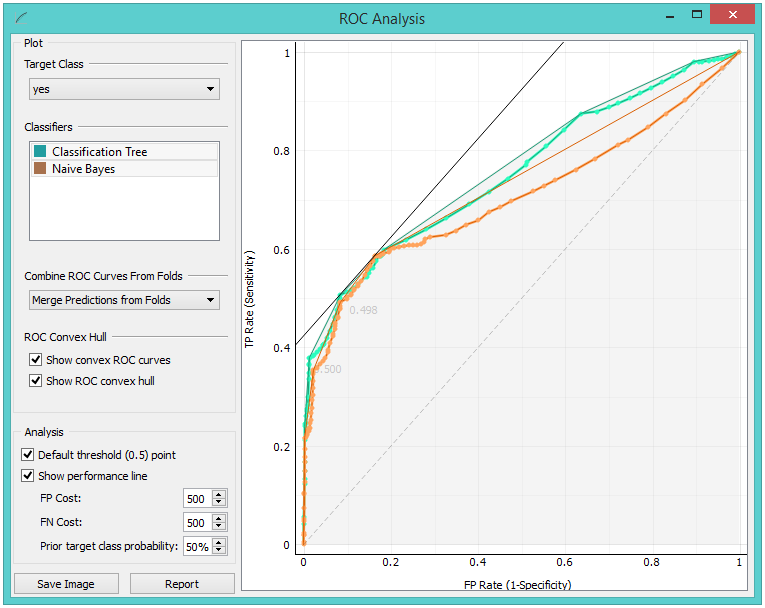 ROC Analysis
Plot
Target Class
yes
Classifiers
Classification Tree
Naive Bayes
Combine ROC Curves From Folds
Merge Predictions from Folds
ROC Convex Hull
Show convex ROC curves
Show ROC convex hull
Analysis
Default threshold (0.5) point
Show performance line
FP Cost: 500
FN Cost: 500
Prior target class probability: 50%
Save Image
Report
TP Rate (Sensitivity)
1
0.8
0.6
0.4
0.2
0
0.498
.500
0 0.2 0.4 0.6 0.8 1
FP Rate (1-Specificity)